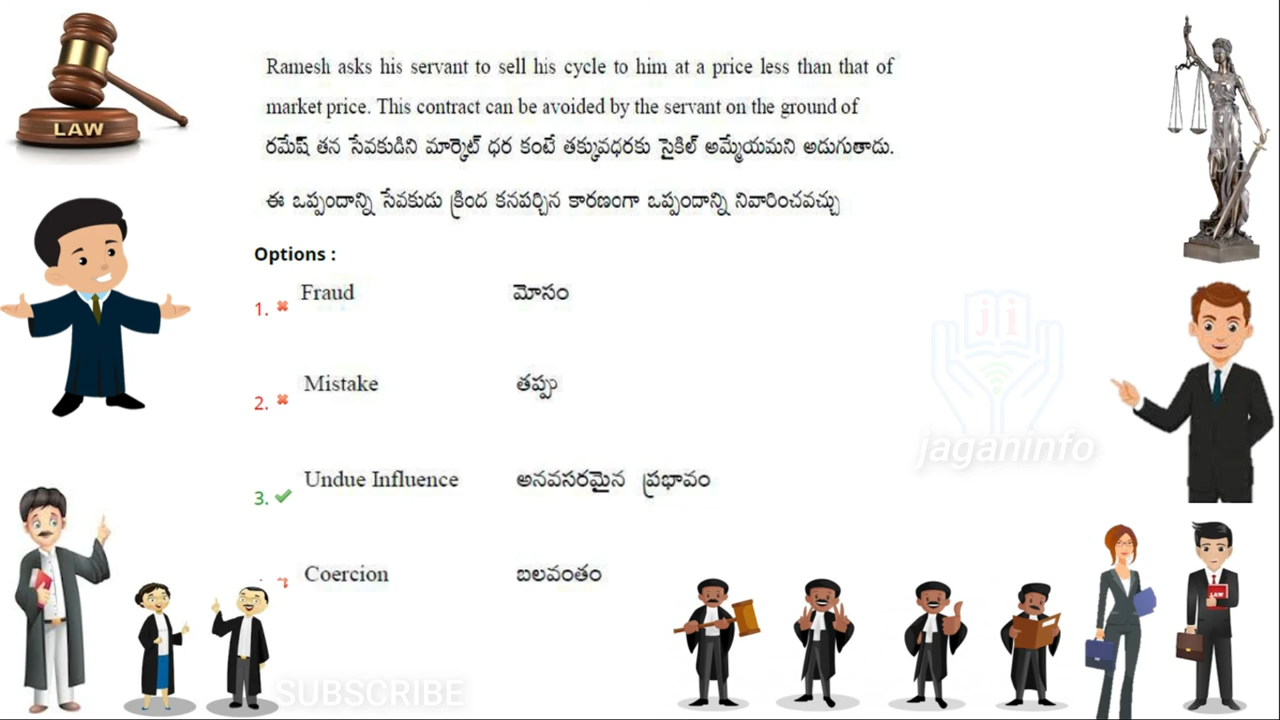 Ramesh asks his servant to sell his cycle to him at a price less than that of
market price. This contract can be avoided by the servant on the ground of
రమేష్ తన సేవకుడిని మార్కెట్ ధర కంటే తక్కువధరకు సైకిల్ అమ్మేయమని అడుగుతాడు.
ఈ ఒప్పందాన్ని సేవకుడు క్రింద కనపర్చిన కారణంగా ఒప్పందాన్ని నివారించవచ్చు
Options :
1. Fraud మోసం
2. Mistake తప్పు
3. Undue Influence అనవసరమైన ప్రభావం
Coercion బలవంతం
LAW
ji
jaganinfo
LAW
SUBSCRIBE